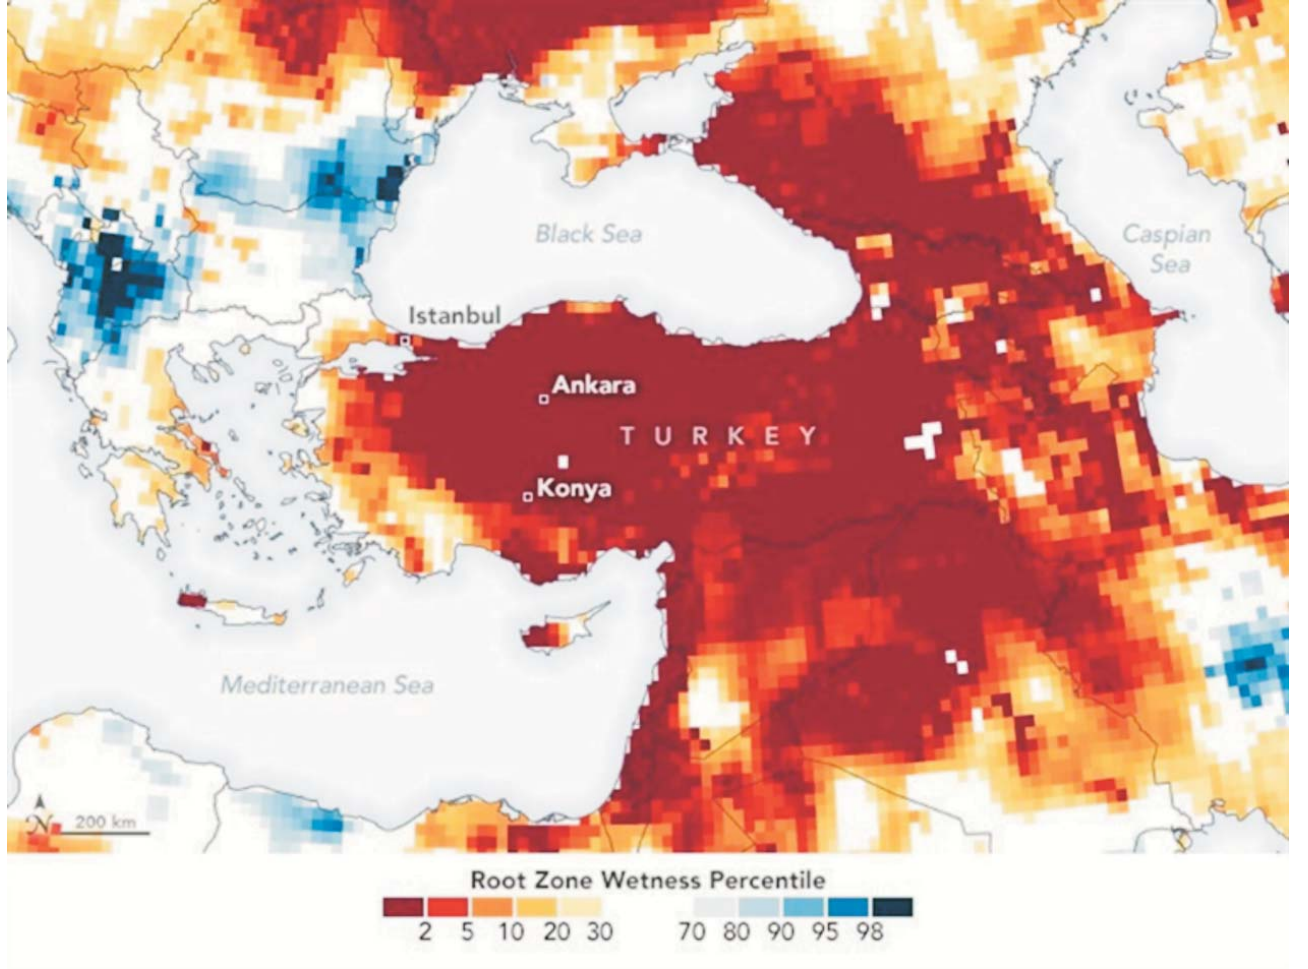 Black Sea
Caspian
Sea
Istanbul
Ankara
TURKEY
Konya
Mediterranean Sea
N
200 km
Root Zone Wetness Percentile
2 5 10 20 30 70 80 90 95 98